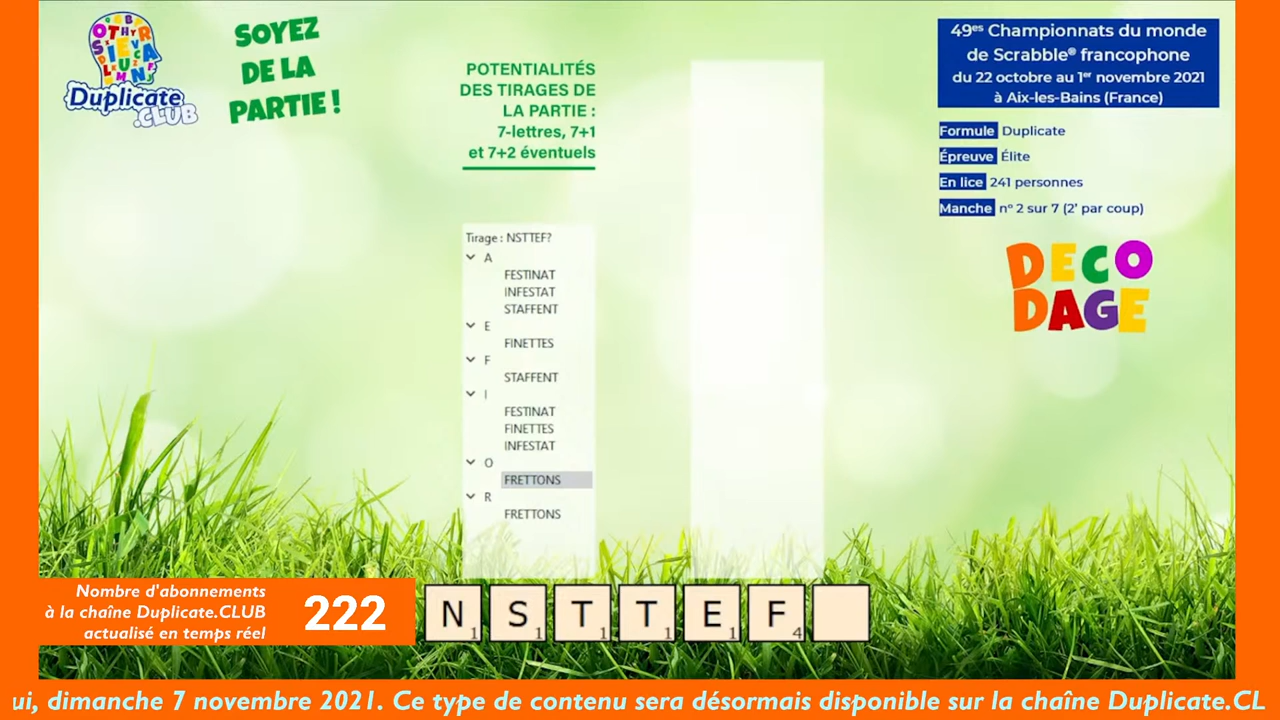 OTHYR
SIEVCA
LUZ
MN
Duplicate
.CLUB
SOYEZ
DE LA
PARTIE !
POTENTIALITÉS
DES TIRAGES DE
LA PARTIE :
7-lettres, 7+1
et 7+2 éventuels
Tirage : NSTTEF?
A
FESTINAT
INFESTAT
STAFFENT
E
FINETTES
F
STAFFENT
I
FESTINAT
FINETTES
INFESTAT
O
FRETTONS
R
FRETTONS
49es Championnats du monde
de Scrabble® francophone
du 22 octobre au 1er novembre 2021
à Aix-les-Bains (France)
Formule Duplicate
Épreuve Élite
En lice 241 personnes
Manche n° 2 sur 7 (2' par coup)
DECO
DAGE
Nombre d'abonnements
à la chaîne Duplicate.CLUB
actualisé en temps réel
222
N1 S1 T1 T1 E1 F4
ui, dimanche 7 novembre 2021. Ce type de contenu sera désormais disponible sur la chaîne Duplicate.CL